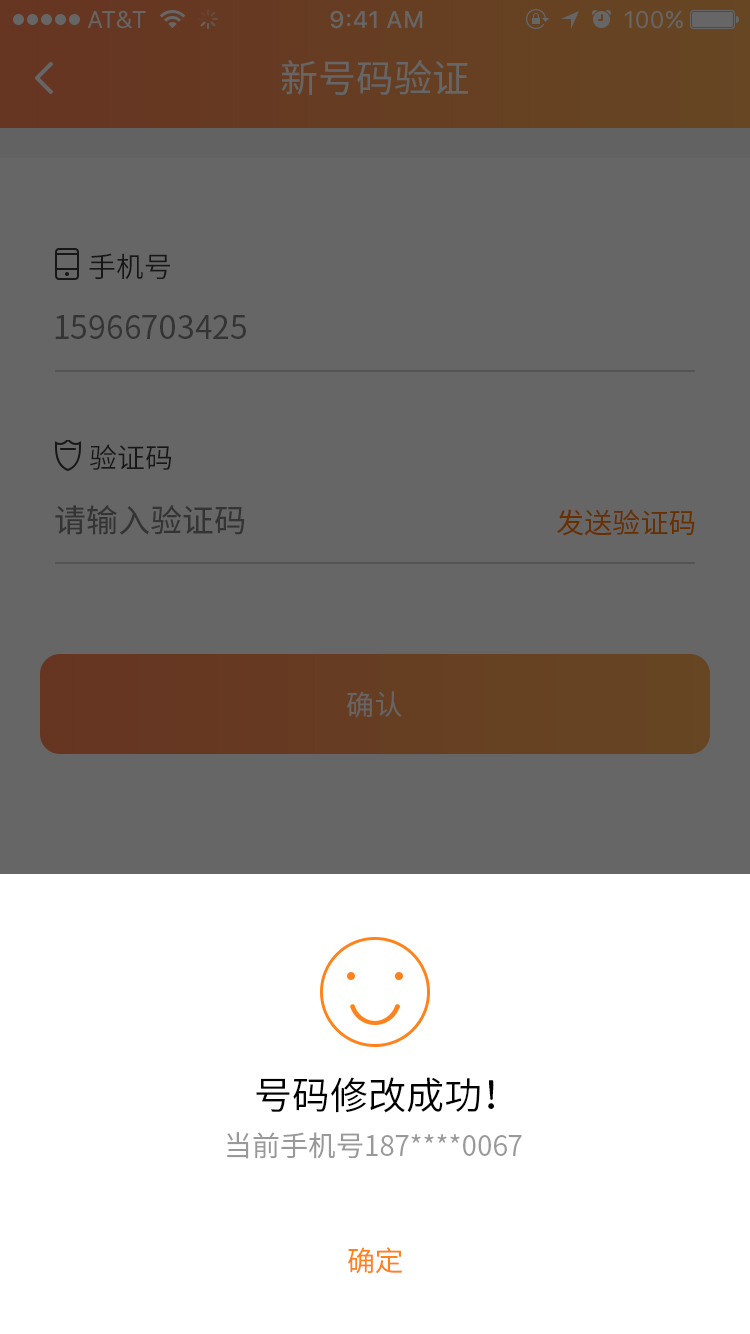 AT&T 9:41 AM 100%
新号码验证
手机号
15966703425
验证码
请输入验证码 发送验证码
确认
号码修改成功!
当前手机号187****0067
确定